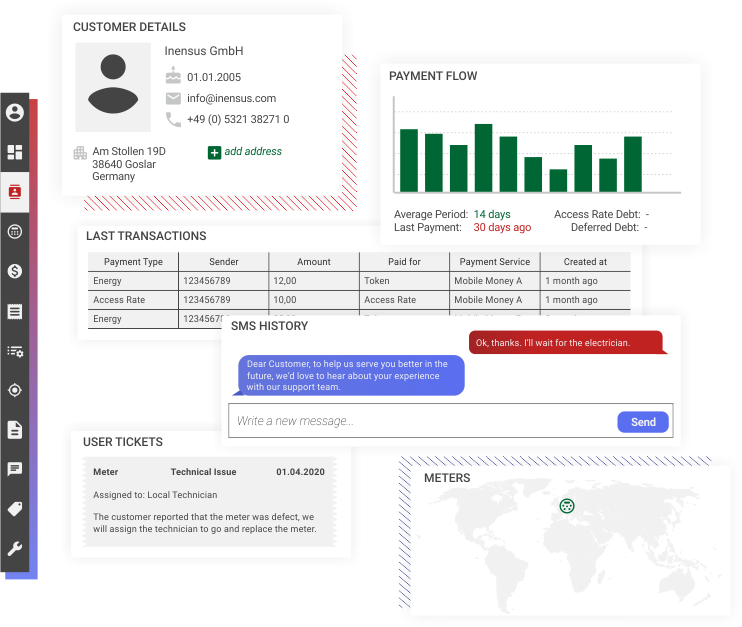 CUSTOMER DETAILS
Inensus GmbH
01.01.2005
info@inensus.com
+49 (0) 5321 38271 0
Am Stollen 19D
38640 Goslar
Germany
add address
PAYMENT FLOW
Average Period: 14 days
Access Rate Debt: -
Last Payment: 30 days ago
Deferred Debt: -
LAST TRANSACTIONS
Payment Type Sender Amount Paid for Payment Service Created at
Energy 123456789 12,00 Token Mobile Money A 1 month ago
Access Rate 123456789 10,00 Access Rate Mobile Money A 1 month ago
Energy 123456789
SMS HISTORY
Ok, thanks. I'll wait for the electrician.
Dear Customer, to help us serve you better in the
future, we'd love to hear about your experience
with our support team.
Write a new message...
Send
USER TICKETS
Meter Technical Issue 01.04.2020
Assigned to: Local Technician
The customer reported that the meter was defect, we
will assign the technician to go and replace the meter.
METERS